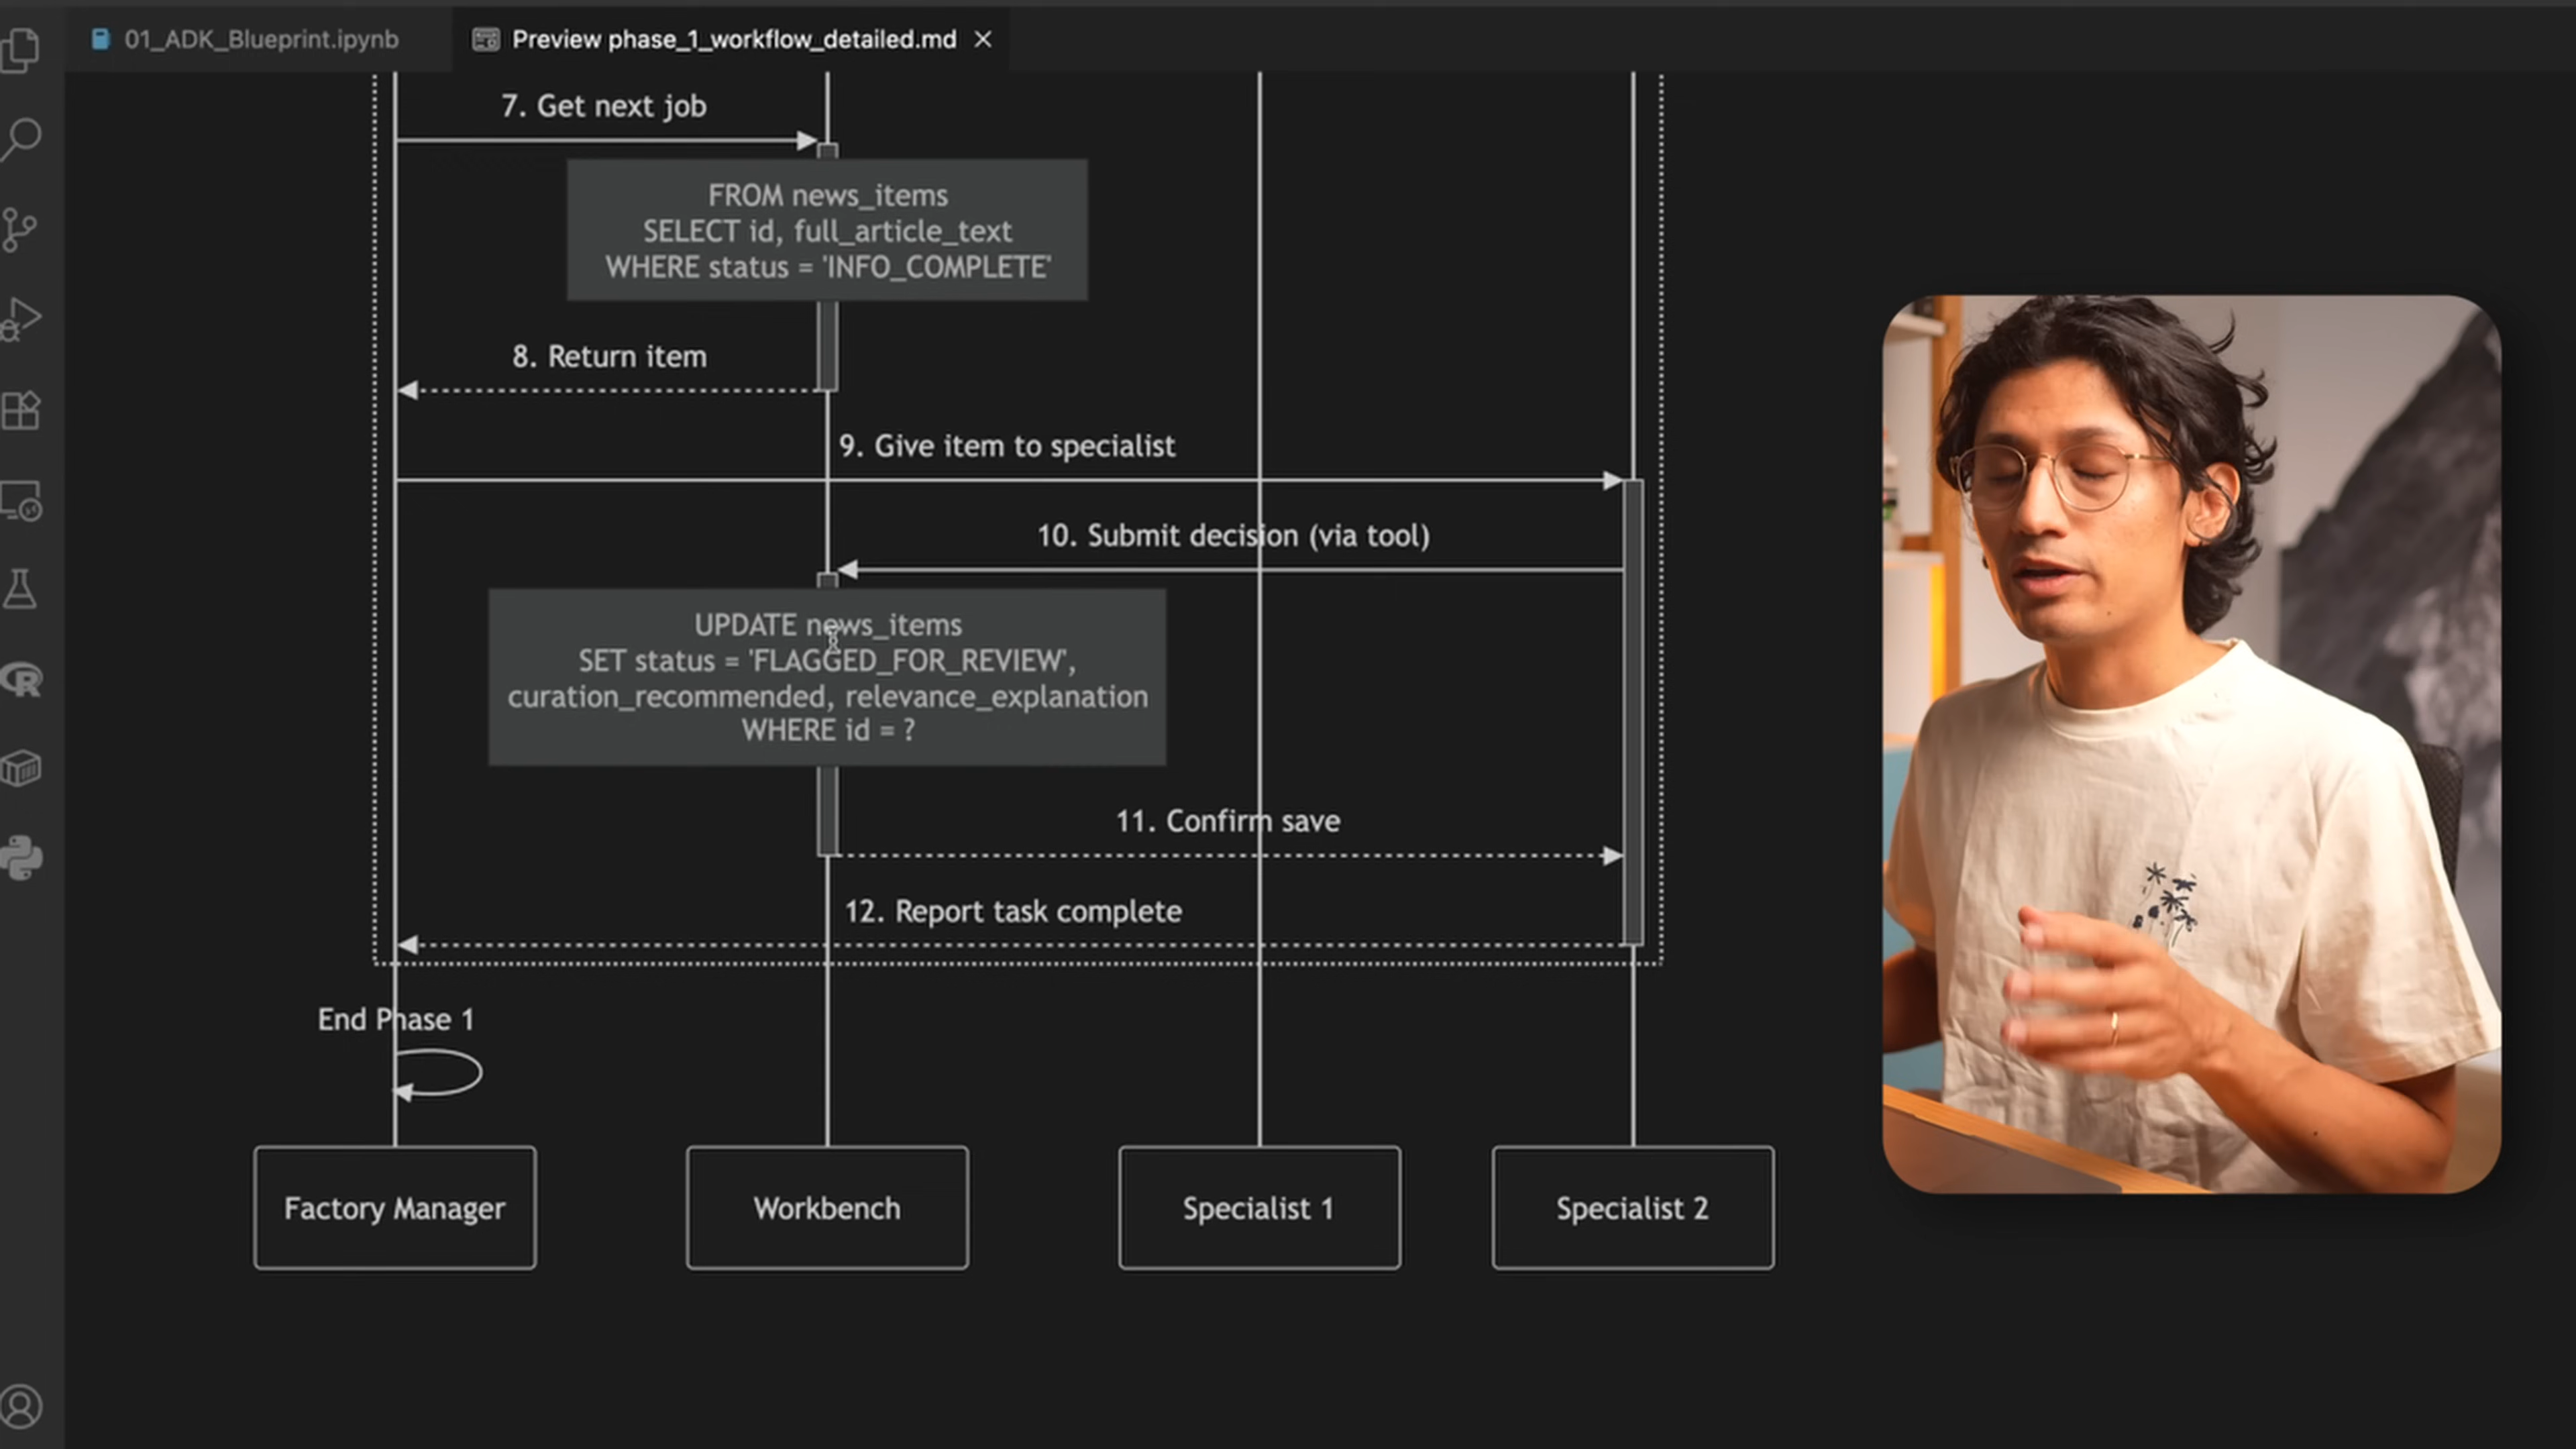 01_ADK_Blueprint.ipynb
Preview phase_1_workflow_detailed.md
7. Get next job
FROM news_items
SELECT id, full_article_text
WHERE status = 'INFO_COMPLETE'
8. Return item
9. Give item to specialist
10. Submit decision (via tool)
UPDATE news_items
SET status = 'FLAGGED_FOR_REVIEW',
curation_recommended, relevance_explanation
WHERE id = ?
11. Confirm save
12. Report task complete
End Phase 1
Factory Manager
Workbench
Specialist 1
Specialist 2